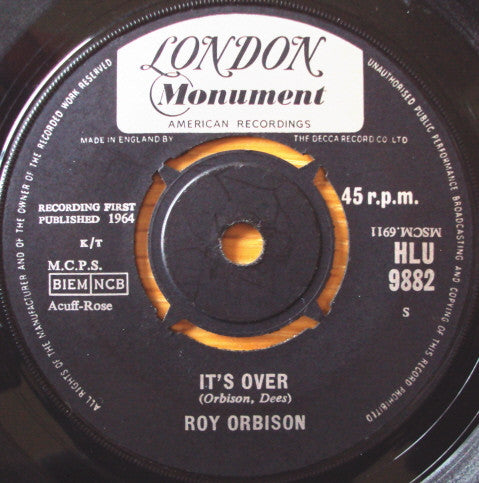 LONDON
Monument
AMERICAN RECORDINGS
MADE IN ENGLAND BY THE DECCA RECORD CO LTD
ALL RIGHTS OF THE MANUFACTURER AND OF THE OWNER OF THE RECORDED WORK RESERVED
UNAUTHORISED PUBLIC PERFORMANCE BROADCASTING AND COPYING OF THIS RECORD PROHIBITED
RECORDING FIRST
PUBLISHED 1964
K/T
M.C.P.S.
BIEM NCB
Acuff-Rose
45 r.p.m.
MSCM.6911
HLU
9882
S
IT'S OVER
(Orbison, Dees)
ROY ORBISON